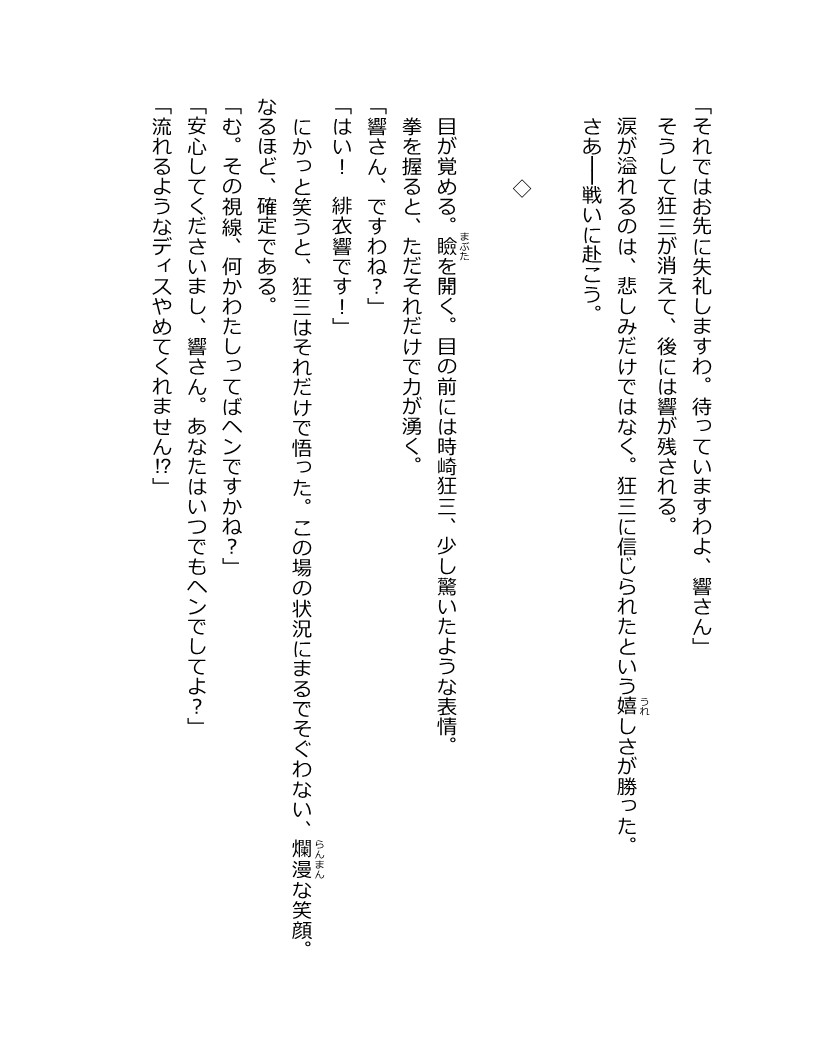 「それではお先に失礼しますわ。待っていますわよ、響さん」
そうして狂三が消えて、後には響が残される。
涙が溢れるのは、悲しみだけではなく。狂三に信じられたという嬉しさが勝った。
うれ
さあ――戦いに赴こう。
◇
目が覚める。瞼を開く。目の前には時崎狂三、少し驚いたような表情。
まぶた
拳を握ると、ただそれだけで力が湧く。
「響さん、ですわね？」
「はい！　緋衣響です！」
にかっと笑うと、狂三はそれだけで悟った。この場の状況にまるでそぐわない、爛漫な笑顔。
らんまん
なるほど、確定である。
「む。その視線、何かわたしってばヘンですかね？」
「安心してくださいまし、響さん。あなたはいつでもヘンでしてよ？」
「流れるようなディスやめてくれません⁉」